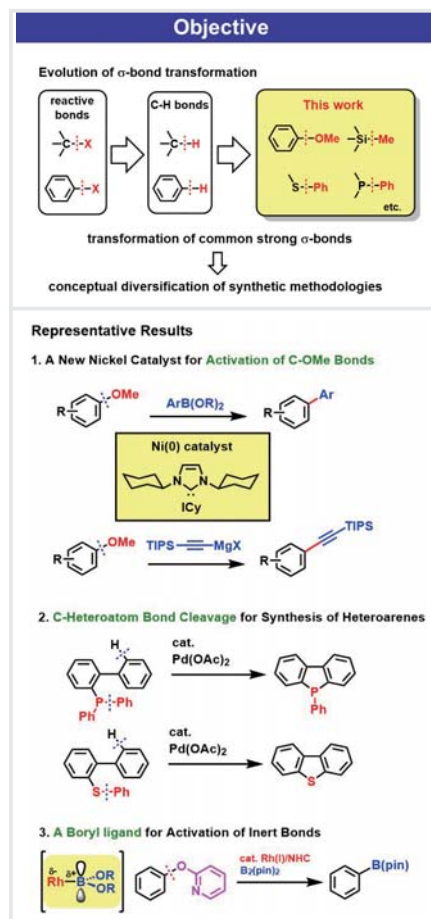 Objective
Evolution of σ-bond transformation
reactive
bonds
C-H bonds
This work
C X
C H
OMe
Si Me
X
H
S Ph
P Ph
etc.
transformation of common strong σ-bonds
conceptual diversification of synthetic methodologies
Representative Results
1. A New Nickel Catalyst for Activation of C-OMe Bonds
R OMe
ArB(OR)2
R Ar
Ni(0) catalyst
N N
ICy
R OMe
TIPS MgX
R TIPS
2. C-Heteroatom Bond Cleavage for Synthesis of Heteroarenes
H
Ph P Ph
cat.
Pd(OAc)2
P
Ph
H
S Ph
cat.
Pd(OAc)2
S
3. A Boryl ligand for Activation of Inert Bonds
δ- δ+
Rh B OR
OR
O
N
cat. Rh(I)/NHC
B2(pin)2
B(pin)